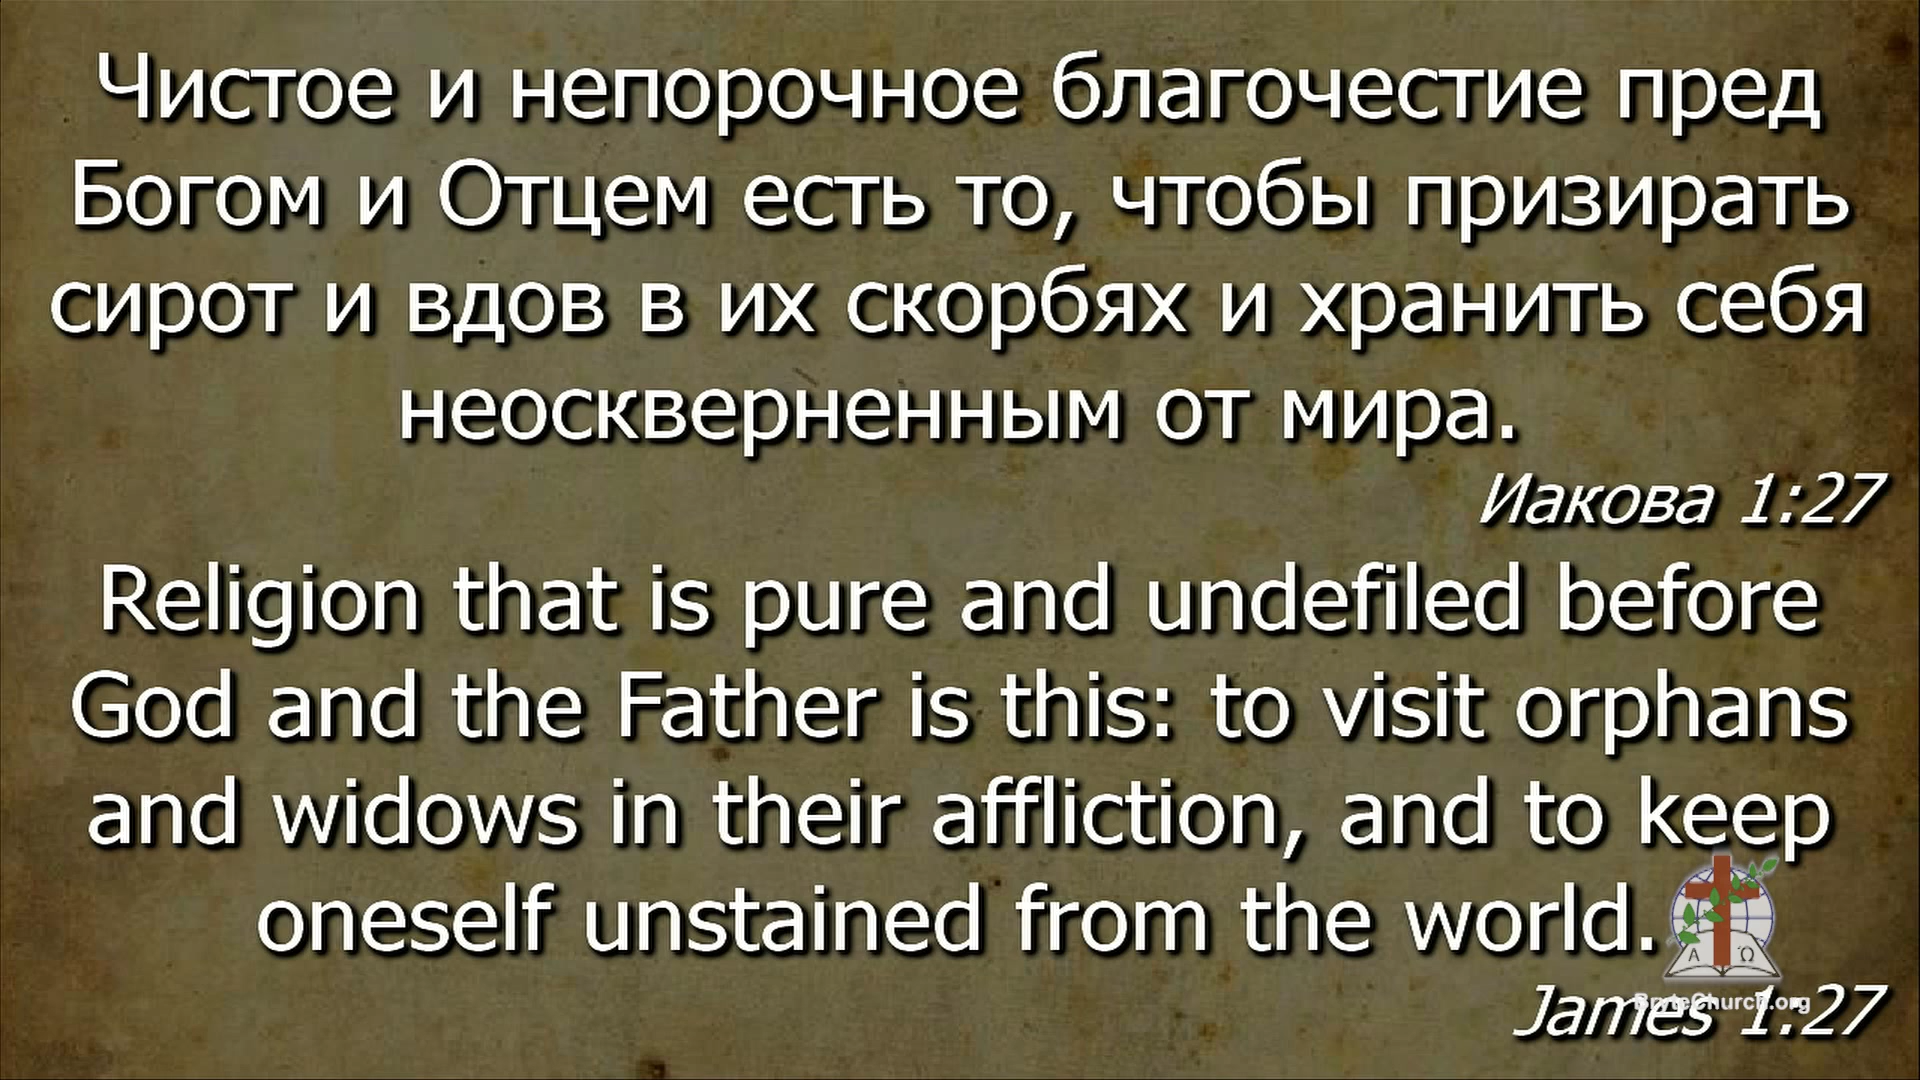 Чистое и непорочное благочестие пред
Богом и Отцем есть то, чтобы призирать
сирот и вдов в их скорбях и хранить себя
неоскверненным от мира.
Иакова 1:27
Religion that is pure and undefiled before
God and the Father is this: to visit orphans
and widows in their affliction, and to keep
oneself unstained from the world.
Α Ω
James 1:27
BryteChurch.org